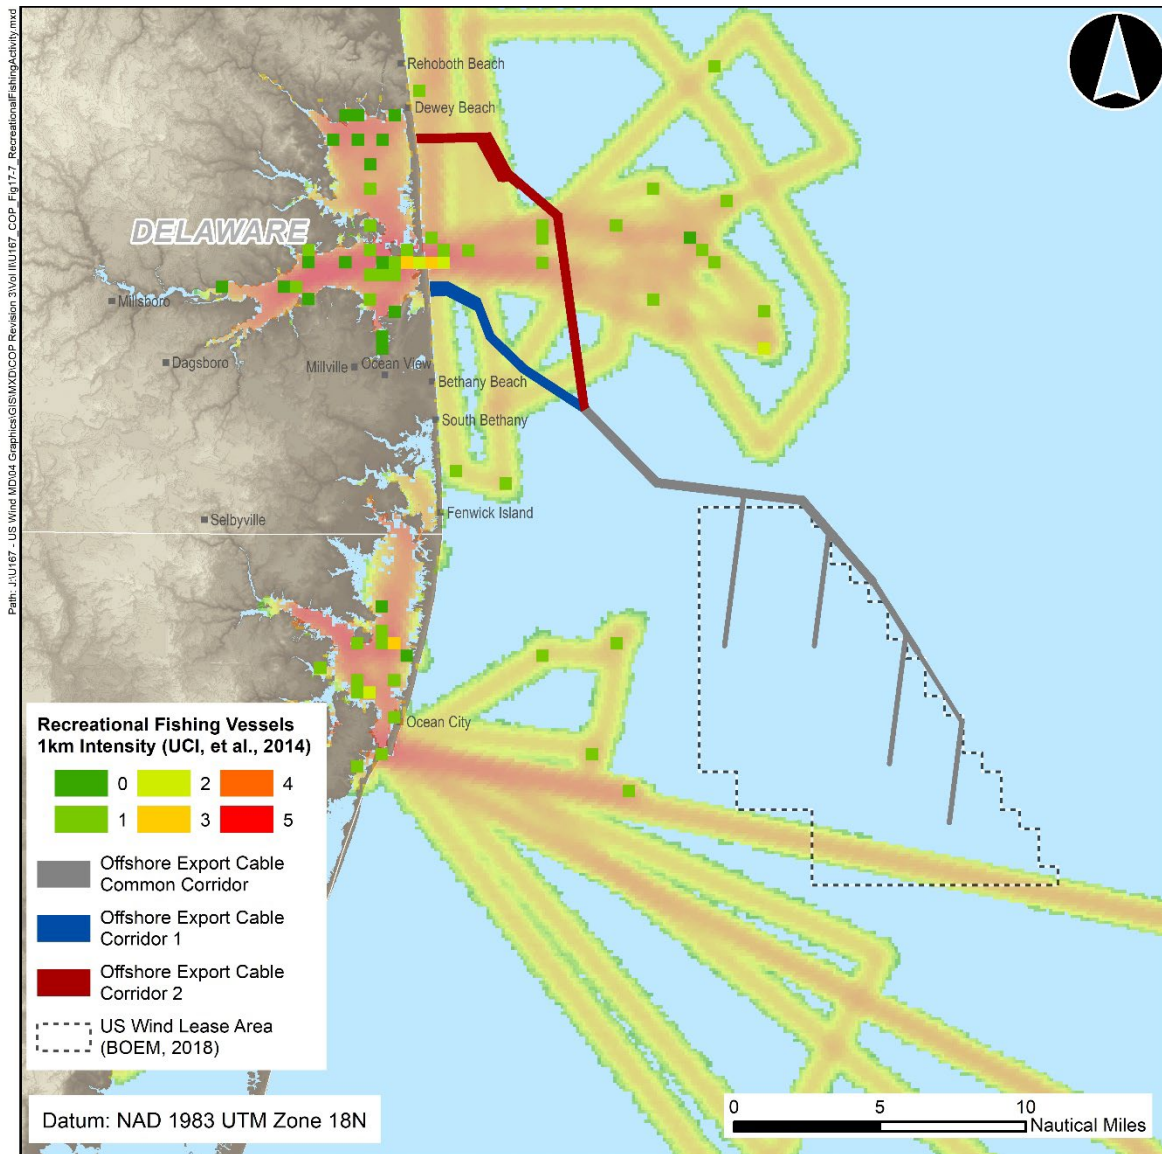 Path: J:\U167 - US Wind MD\04 Graphics\GIS\MXD\COP Revision 3\Vol II\U167_COP_Fig17-7_RecreationalFishingActivity.mxd
Rehoboth Beach
Dewey Beach
DELAWARE
Millsboro
Dagsboro
Millville
Ocean View
Bethany Beach
South Bethany
Selbyville
Fenwick Island
Ocean City
Recreational Fishing Vessels
1km Intensity (UCI, et al., 2014)
0 2 4
1 3 5
Offshore Export Cable
Common Corridor
Offshore Export Cable
Corridor 1
Offshore Export Cable
Corridor 2
US Wind Lease Area
(BOEM, 2018)
Datum: NAD 1983 UTM Zone 18N
0 5 10
Nautical Miles